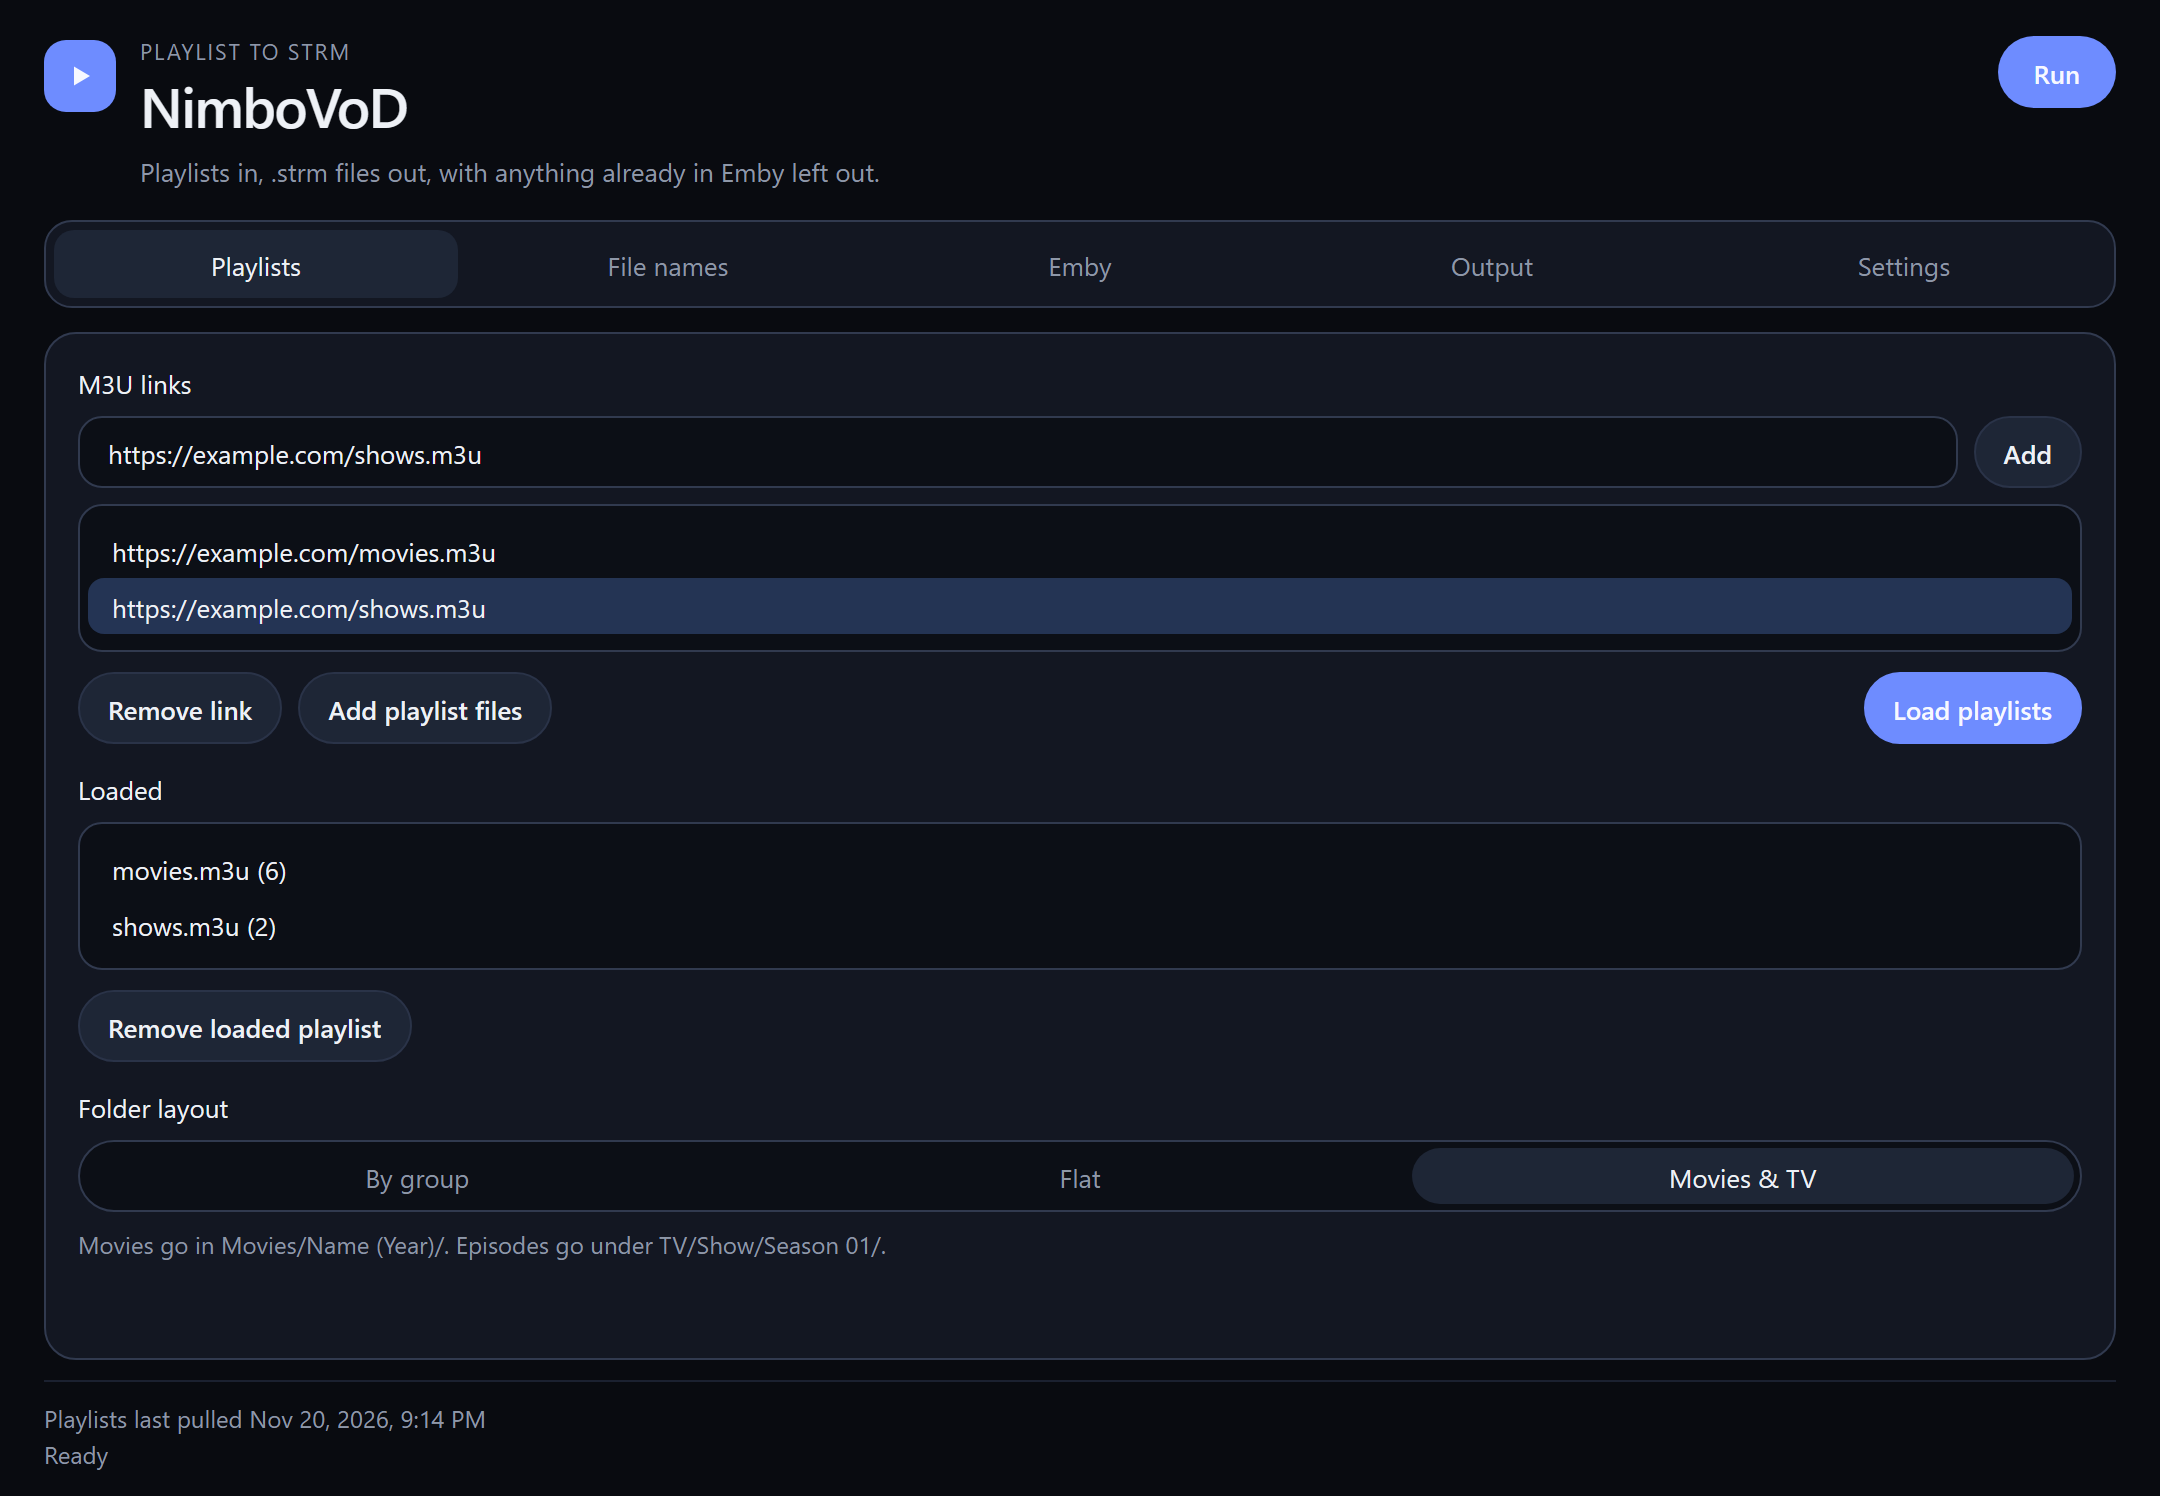 PLAYLIST TO STRM
NimboVoD
Playlists in, .strm files out, with anything already in Emby left out.
Run
Playlists
File names
Emby
Output
Settings
M3U links
https://example.com/shows.m3u
Add
https://example.com/movies.m3u
https://example.com/shows.m3u
Remove link
Add playlist files
Load playlists
Loaded
movies.m3u (6)
shows.m3u (2)
Remove loaded playlist
Folder layout
By group
Flat
Movies & TV
Movies go in Movies/Name (Year)/. Episodes go under TV/Show/Season 01/.
Playlists last pulled Nov 20, 2026, 9:14 PM
Ready